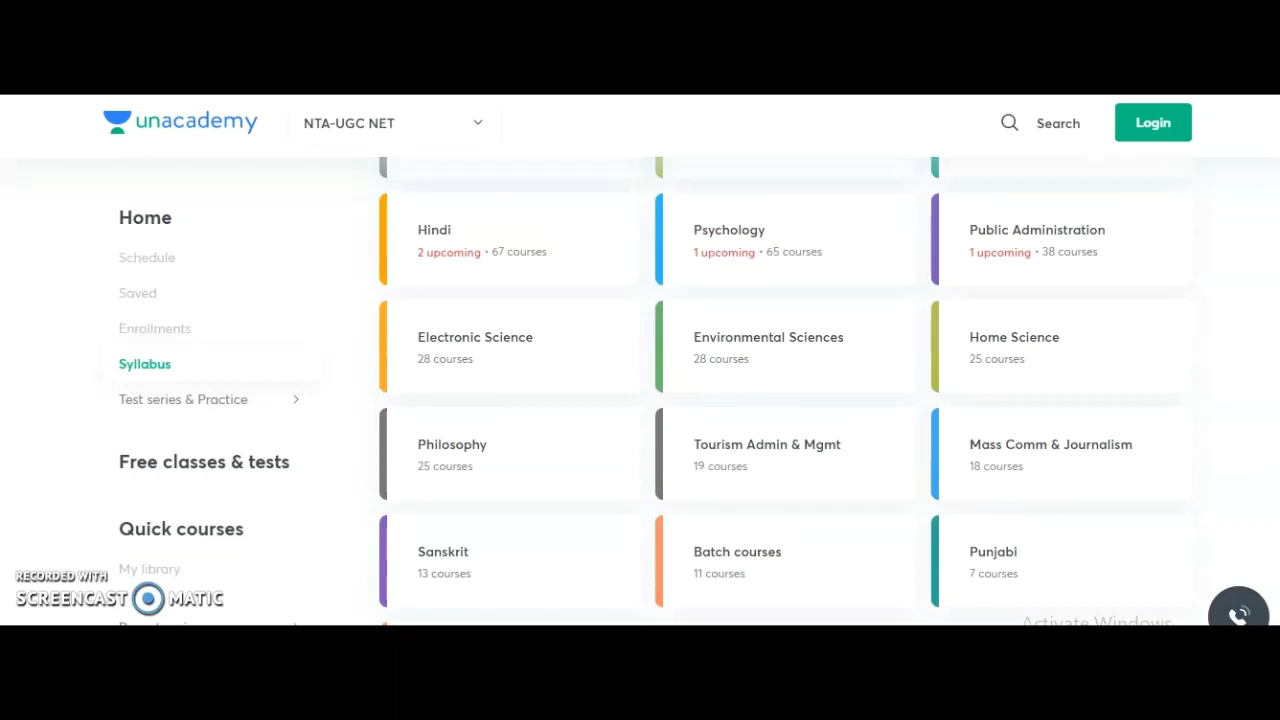 unacademy
NTA-UGC NET
Search
Login
Home
Schedule
Saved
Enrollments
Syllabus
Test series & Practice
Free classes & tests
Quick courses
My library
Hindi
2 upcoming • 67 courses
Psychology
1 upcoming • 65 courses
Public Administration
1 upcoming • 38 courses
Electronic Science
28 courses
Environmental Sciences
28 courses
Home Science
25 courses
Philosophy
25 courses
Tourism Admin & Mgmt
19 courses
Mass Comm & Journalism
18 courses
Sanskrit
13 courses
Batch courses
11 courses
Punjabi
7 courses
RECORDED WITH
SCREENCAST MATIC
Activate Windows